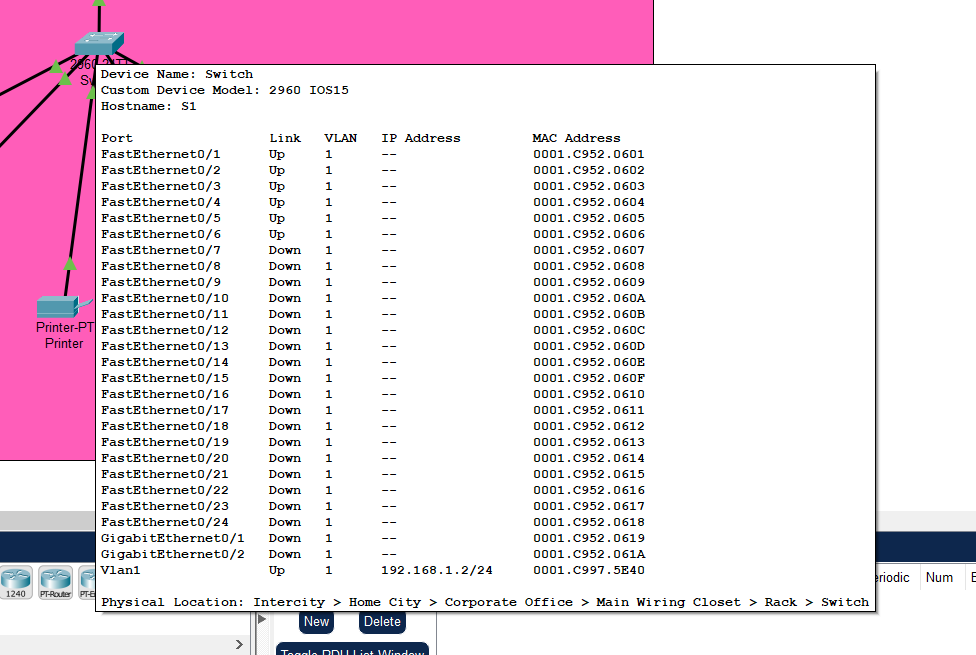 2960
Sw
Device Name: Switch
Custom Device Model: 2960 IOS15
Hostname: S1
Port Link VLAN IP Address MAC Address
FastEthernet0/1 Up 1 -- 0001.C952.0601
FastEthernet0/2 Up 1 -- 0001.C952.0602
FastEthernet0/3 Up 1 -- 0001.C952.0603
FastEthernet0/4 Up 1 -- 0001.C952.0604
FastEthernet0/5 Up 1 -- 0001.C952.0605
FastEthernet0/6 Up 1 -- 0001.C952.0606
FastEthernet0/7 Down 1 -- 0001.C952.0607
FastEthernet0/8 Down 1 -- 0001.C952.0608
FastEthernet0/9 Down 1 -- 0001.C952.0609
FastEthernet0/10 Down 1 -- 0001.C952.060A
FastEthernet0/11 Down 1 -- 0001.C952.060B
FastEthernet0/12 Down 1 -- 0001.C952.060C
FastEthernet0/13 Down 1 -- 0001.C952.060D
FastEthernet0/14 Down 1 -- 0001.C952.060E
FastEthernet0/15 Down 1 -- 0001.C952.060F
FastEthernet0/16 Down 1 -- 0001.C952.0610
FastEthernet0/17 Down 1 -- 0001.C952.0611
FastEthernet0/18 Down 1 -- 0001.C952.0612
FastEthernet0/19 Down 1 -- 0001.C952.0613
FastEthernet0/20 Down 1 -- 0001.C952.0614
FastEthernet0/21 Down 1 -- 0001.C952.0615
FastEthernet0/22 Down 1 -- 0001.C952.0616
FastEthernet0/23 Down 1 -- 0001.C952.0617
FastEthernet0/24 Down 1 -- 0001.C952.0618
GigabitEthernet0/1 Down 1 -- 0001.C952.0619
GigabitEthernet0/2 Down 1 -- 0001.C952.061A
Vlan1 Up 1 192.168.1.2/24 0001.C997.5E40
Physical Location: Intercity > Home City > Corporate Office > Main Wiring Closet > Rack > Switch
Printer-PT
Printer
1240 PT-Router PT-E
eriodic Num
New Delete
Toggle PDU List Window